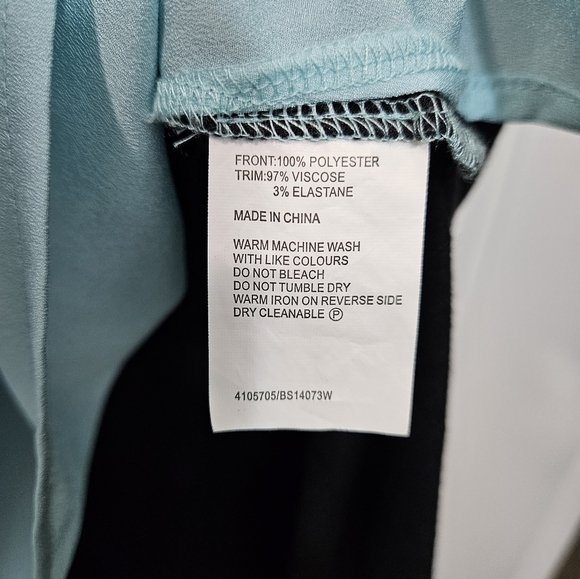 FRONT:100% POLYESTER
TRIM:97% VISCOSE
3% ELASTANE
MADE IN CHINA
WARM MACHINE WASH
WITH LIKE COLOURS
DO NOT BLEACH
DO NOT TUMBLE DRY
WARM IRON ON REVERSE SIDE
DRY CLEANABLE Ⓟ
4105705/BS14073W